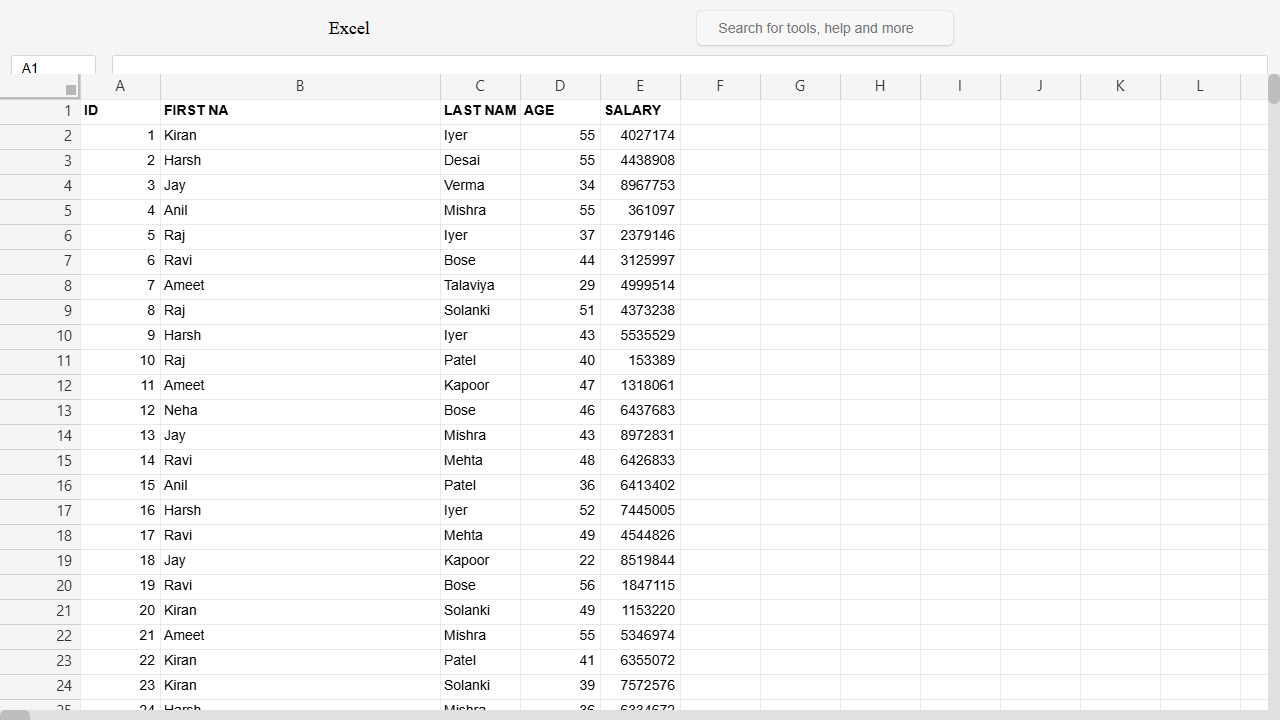 Excel
Search for tools, help and more
A1
A B C D E F G H I J K L
1 ID FIRST NA LAST NAM AGE SALARY
2 1 Kiran Iyer 55 4027174
3 2 Harsh Desai 55 4438908
4 3 Jay Verma 34 8967753
5 4 Anil Mishra 55 361097
6 5 Raj Iyer 37 2379146
7 6 Ravi Bose 44 3125997
8 7 Ameet Talaviya 29 4999514
9 8 Raj Solanki 51 4373238
10 9 Harsh Iyer 43 5535529
11 10 Raj Patel 40 153389
12 11 Ameet Kapoor 47 1318061
13 12 Neha Bose 46 6437683
14 13 Jay Mishra 43 8972831
15 14 Ravi Mehta 48 6426833
16 15 Anil Patel 36 6413402
17 16 Harsh Iyer 52 7445005
18 17 Ravi Mehta 49 4544826
19 18 Jay Kapoor 22 8519844
20 19 Ravi Bose 56 1847115
21 20 Kiran Solanki 49 1153220
22 21 Ameet Mishra 55 5346974
23 22 Kiran Patel 41 6355072
24 23 Kiran Solanki 39 7572576
25 24 Harsh Mishra 36